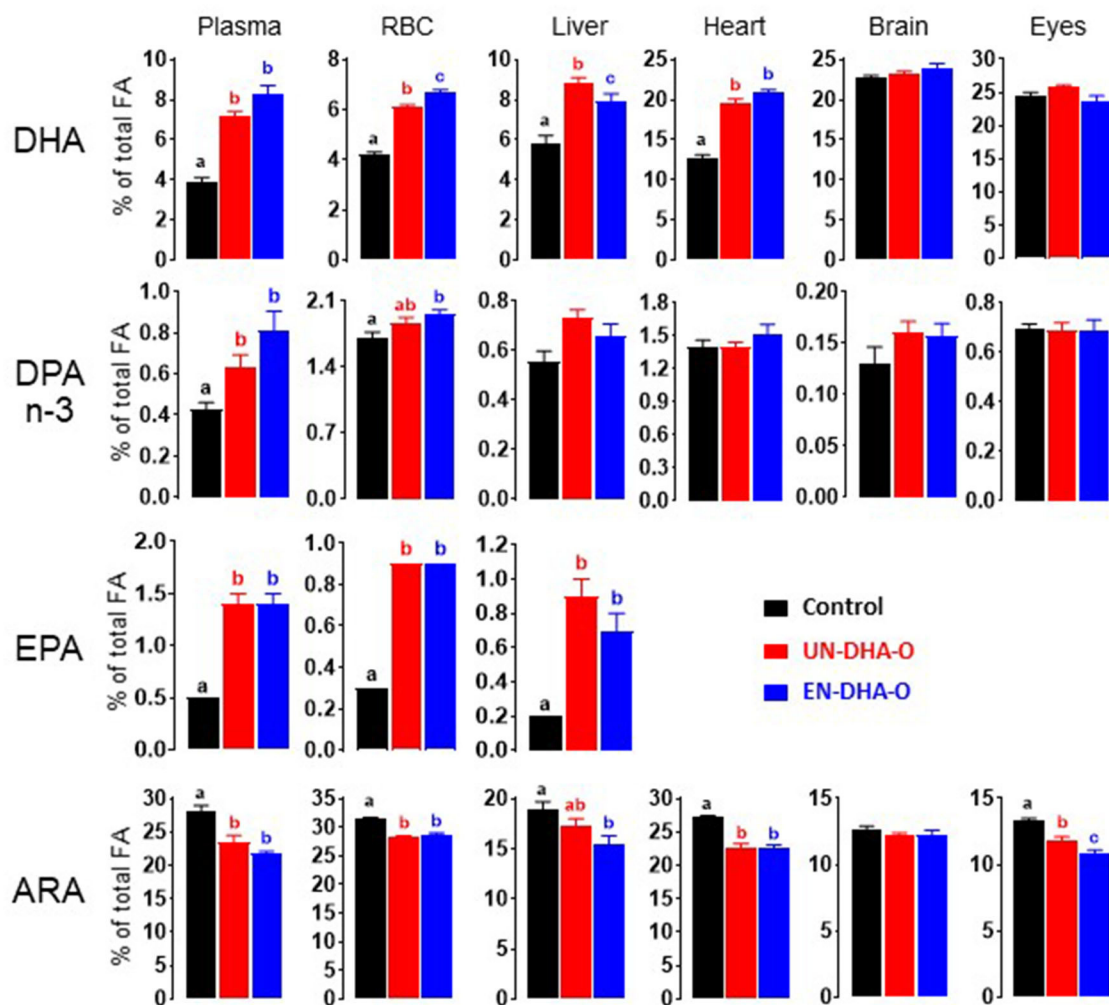 Plasma RBC Liver Heart Brain Eyes
DHA
% of total FA
10 8 6 4 2 0
a b b
8 6 4 2 0
a b c
10 8 6 4 2 0
a b c
25 20 15 10 5 0
a b b
25 20 15 10 5 0
30 25 20 15 10 5 0
DPA
n-3
% of total FA
1.0 0.8 0.6 0.4 0.2 0.0
a b b
2.1 1.4 0.7 0.0
a ab b
0.8 0.6 0.4 0.2 0.0
1.8 1.5 1.2 0.9 0.6 0.3 0.0
0.20 0.15 0.10 0.05 0.00
0.8 0.6 0.4 0.2 0.0
EPA
% of total FA
2.0 1.5 1.0 0.5 0.0
a b b
1.0 0.8 0.6 0.4 0.2 0.0
a b b
1.2 1.0 0.8 0.6 0.4 0.2 0.0
a b b
Control
UN-DHA-O
EN-DHA-O
ARA
% of total FA
30 25 20 15 10 5 0
a b b
35 30 25 20 15 10 5 0
a b b
20 15 10 5 0
a ab b
30 25 20 15 10 5 0
a b b
15 10 5 0
15 10 5 0
a b c